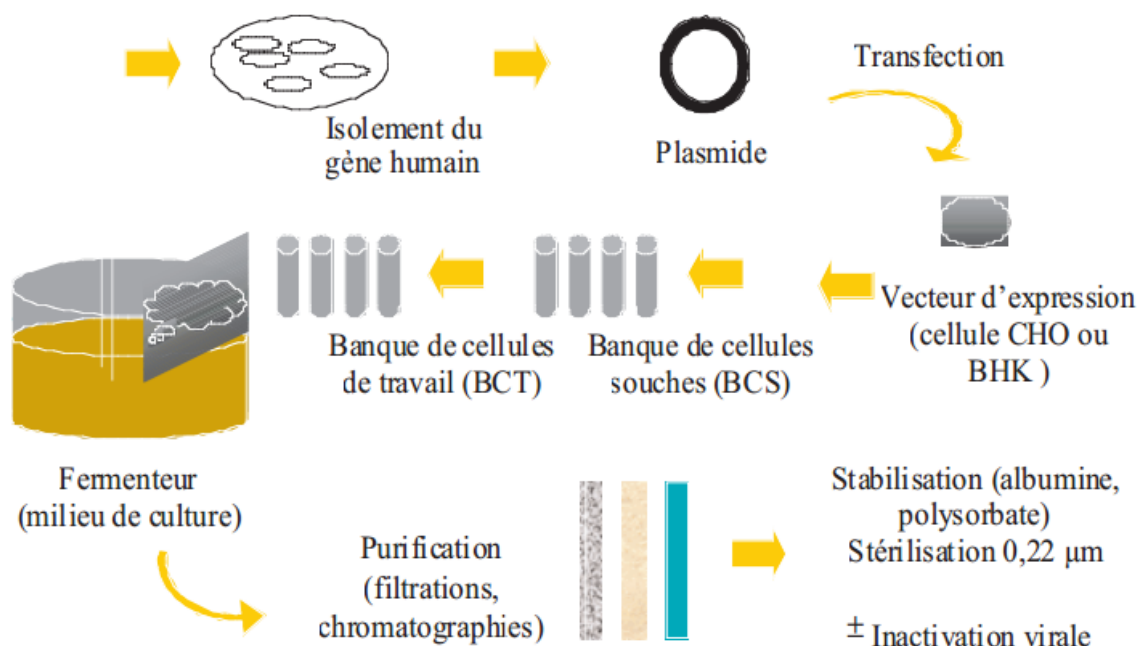 Isolement du
gène humain
Plasmide
Transfection
Vecteur d’expression
(cellule CHO ou
BHK )
Banque de cellules
souches (BCS)
Banque de cellules
de travail (BCT)
Fermenteur
(milieu de culture)
Purification
(filtrations,
chromatographies)
Stabilisation (albumine,
polysorbate)
Stérilisation 0,22 µm
± Inactivation virale